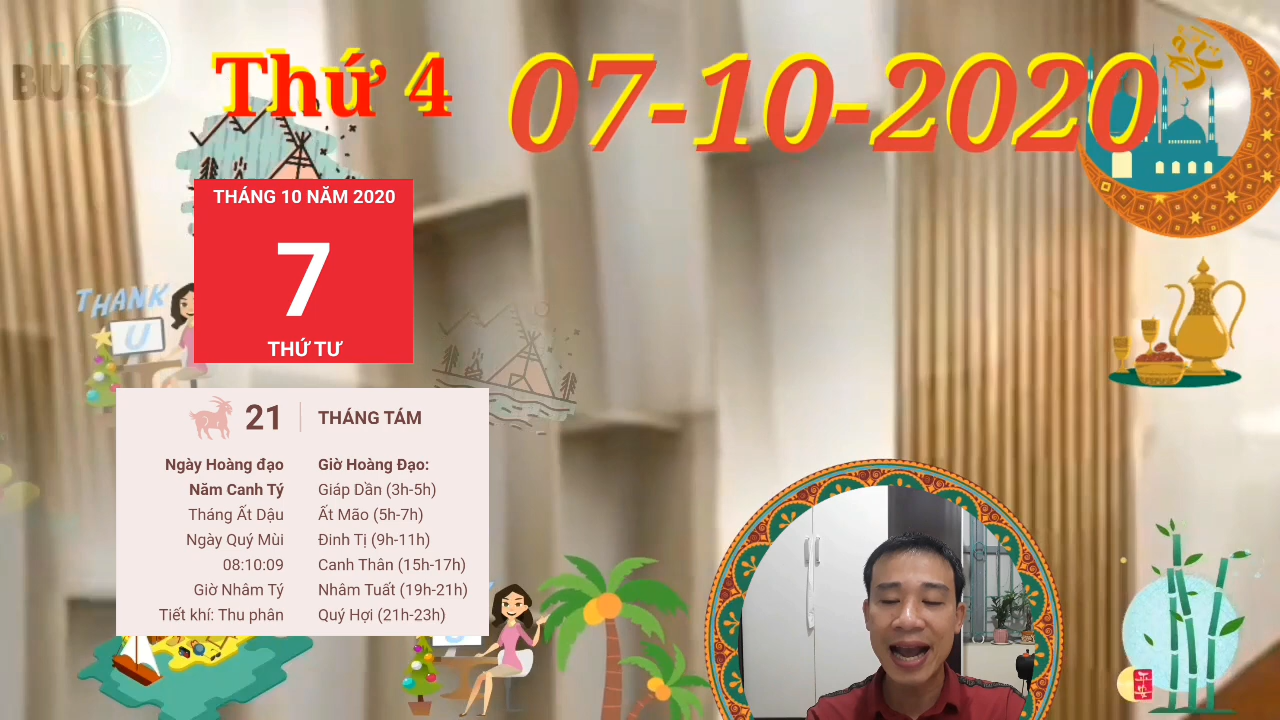 BUSY
Thứ 4
07-10-2020
THÁNG 10 NĂM 2020
7
THỨ TƯ
THANK
U
21
THÁNG TÁM
Ngày Hoàng đạo
Năm Canh Tý
Tháng Ất Dậu
Ngày Quý Mùi
08:10:09
Giờ Nhâm Tý
Tiết khí: Thu phân
Giờ Hoàng Đạo:
Giáp Dần (3h-5h)
Ất Mão (5h-7h)
Đinh Tị (9h-11h)
Canh Thân (15h-17h)
Nhâm Tuất (19h-21h)
Quý Hợi (21h-23h)